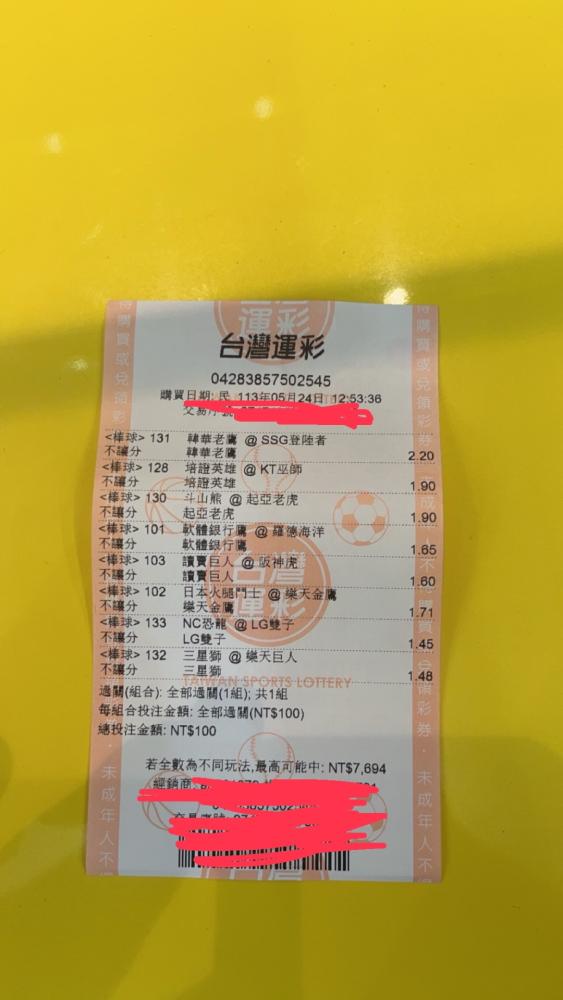 台灣運彩
04283857502545
購買日期: 民 113年05月24日 12:53:36
<棒球> 131 韓華老鷹 @ SSG登陸者
不讓分 韓華老鷹 2.20
<棒球> 128 培證英雄 @ KT巫師
不讓分 培證英雄 1.90
<棒球> 130 斗山熊 @ 起亞老虎
不讓分 起亞老虎 1.90
<棒球> 101 軟體銀行鷹 @ 羅德海洋
不讓分 軟體銀行鷹 1.65
<棒球> 103 讀賣巨人 @ 阪神虎
不讓分 讀賣巨人 1.60
<棒球> 102 日本火腿鬥士 @ 樂天金鷹
不讓分 樂天金鷹 1.71
<棒球> 133 NC恐龍 @ LG雙子
不讓分 LG雙子 1.45
<棒球> 132 三星獅 @ 樂天巨人
不讓分 三星獅 1.48
TAIWAN SPORTS LOTTERY
過關(組合): 全部過關(1組); 共1組
每組合投注金額: 全部過關(NT$100)
總投注金額: NT$100
若全數為不同玩法,最高可能中: NT$7,694
經銷商: